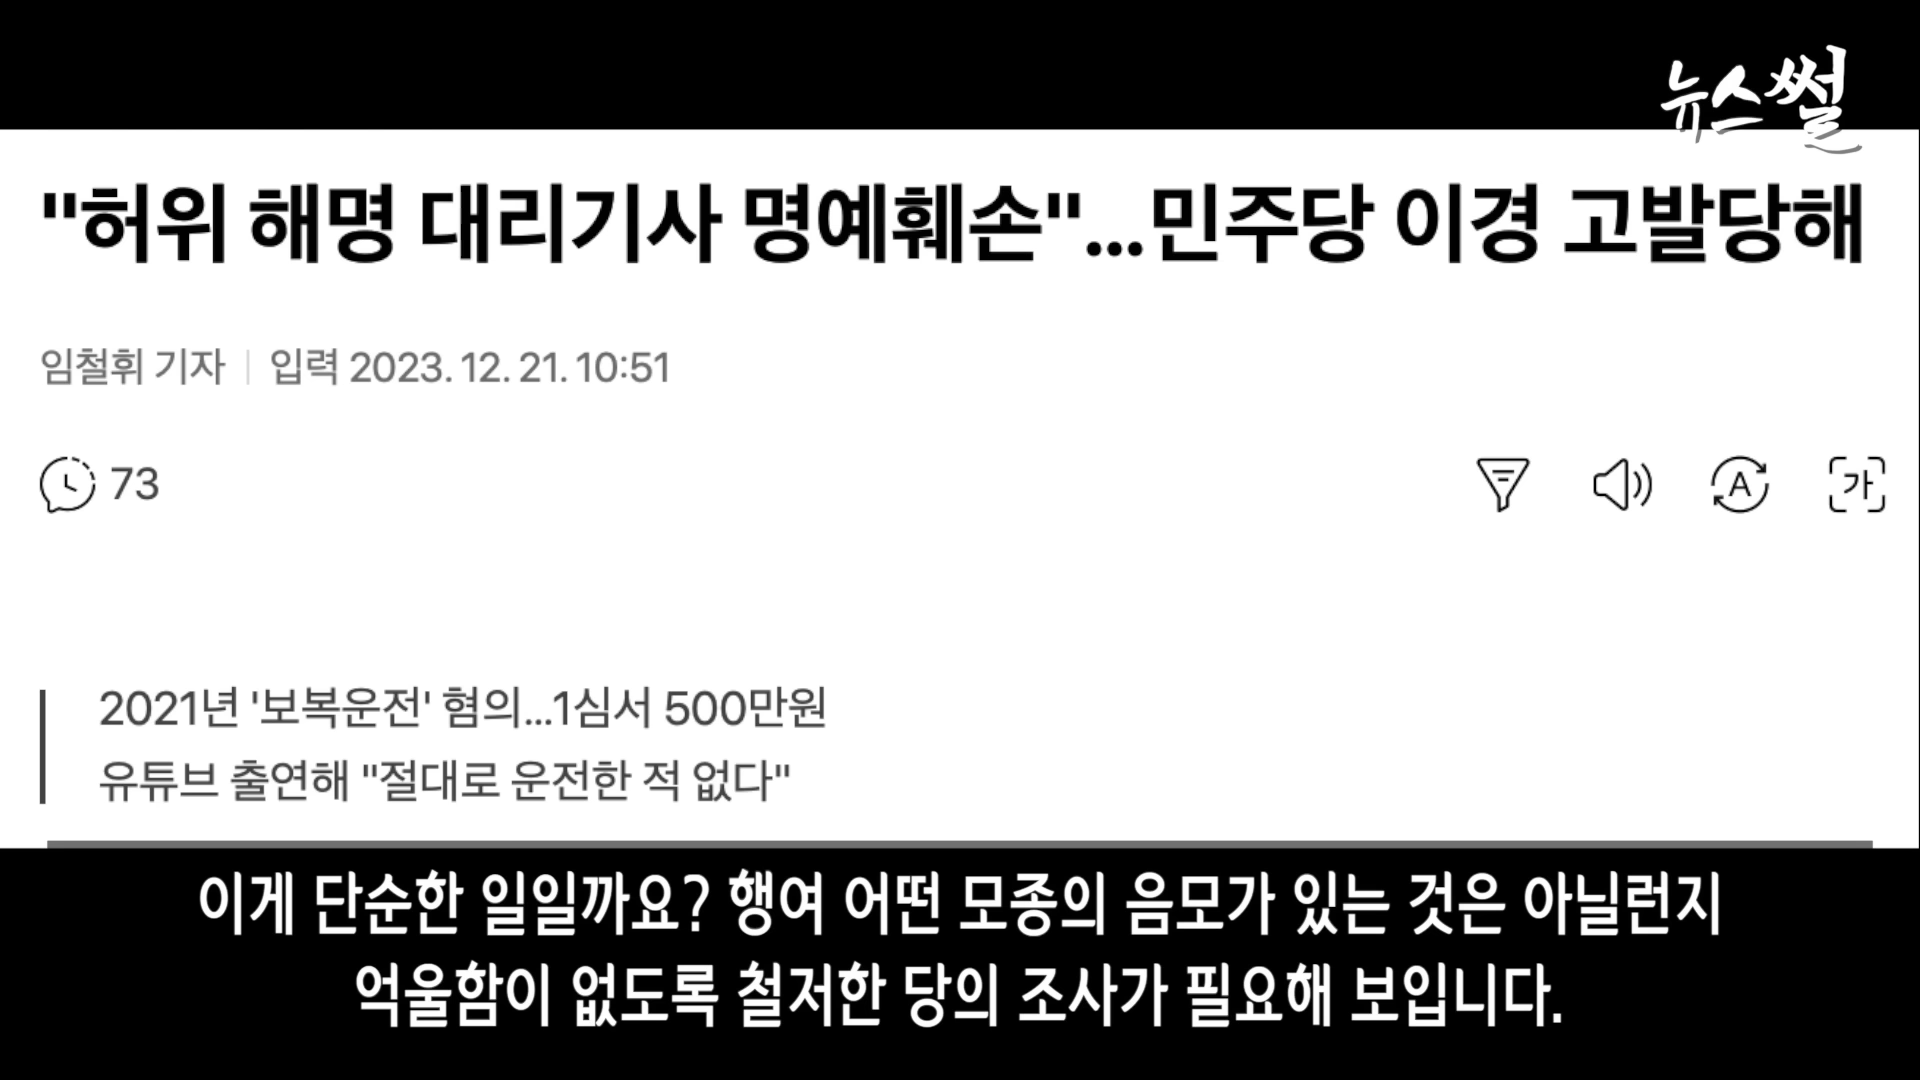 뉴스썰
"허위 해명 대리기사 명예훼손"...민주당 이경 고발당해
임철휘 기자 | 입력 2023. 12. 21. 10:51
73
A
가
2021년 '보복운전' 혐의...1심서 500만원
유튜브 출연해 "절대로 운전한 적 없다"
이게 단순한 일일까요? 행여 어떤 모종의 음모가 있는 것은 아닐런지
억울함이 없도록 철저한 당의 조사가 필요해 보입니다.